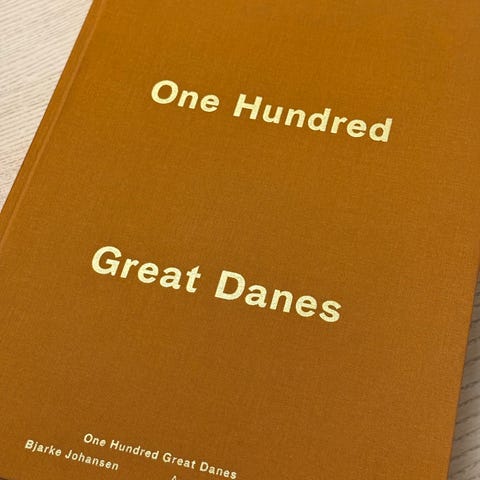 One Hundred
Great Danes
One Hundred Great Danes
Bjarke Johansen